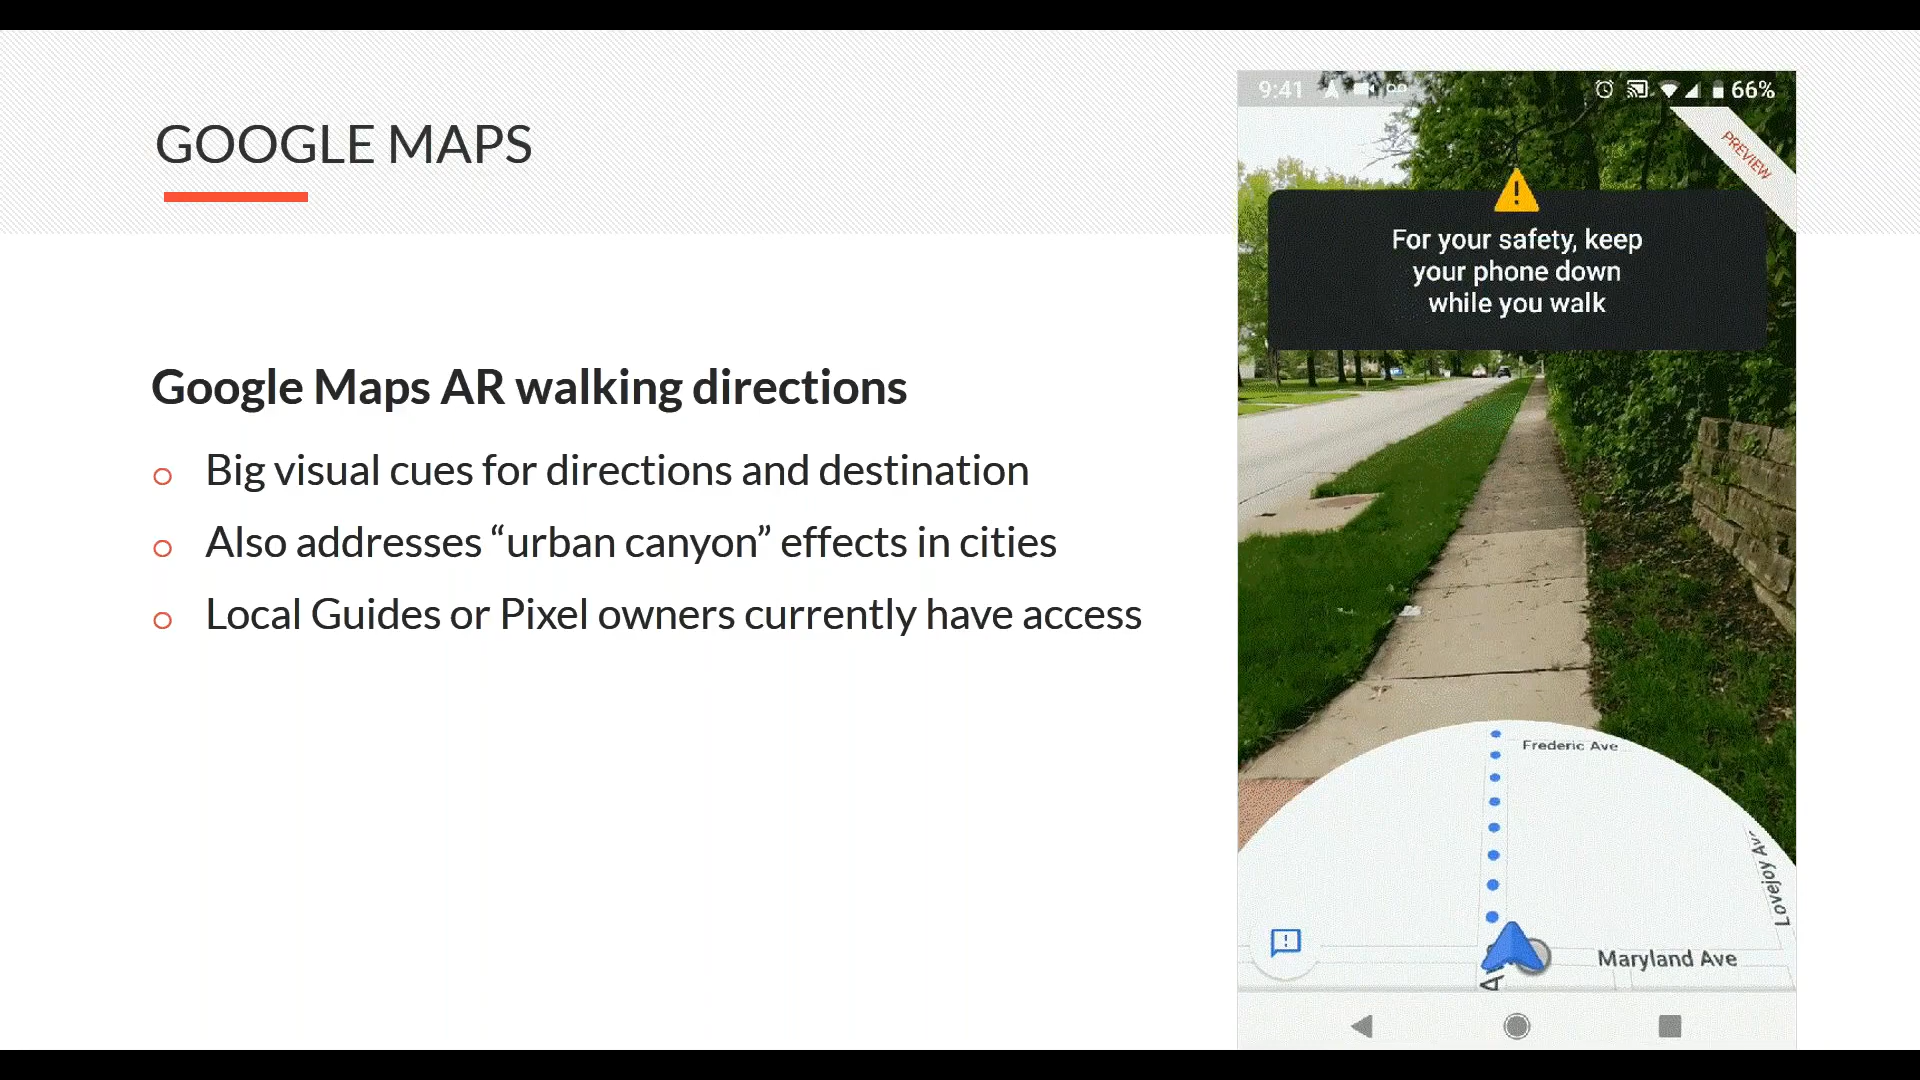 GOOGLE MAPS
Google Maps AR walking directions
Big visual cues for directions and destination
Also addresses “urban canyon” effects in cities
Local Guides or Pixel owners currently have access
9:41
66%
PREVIEW
For your safety, keep
your phone down
while you walk
Frederic Ave
Lovejoy Ave
Maryland Ave